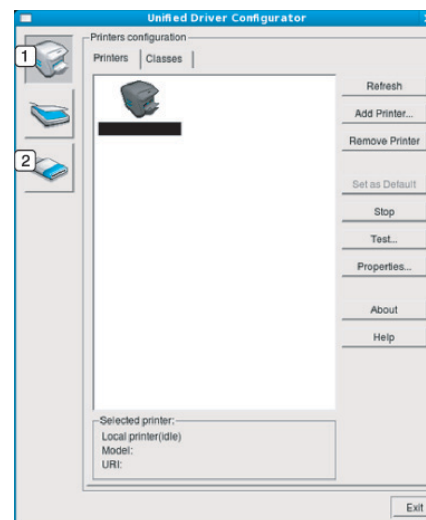 Unified Driver Configurator
Printers configuration
1
Printers Classes
Refresh
Add Printer...
Remove Printer
2
Set as Default
Stop
Test...
Properties...
About
Help
Selected printer:
Local printer(idle)
Model:
URI:
Exit